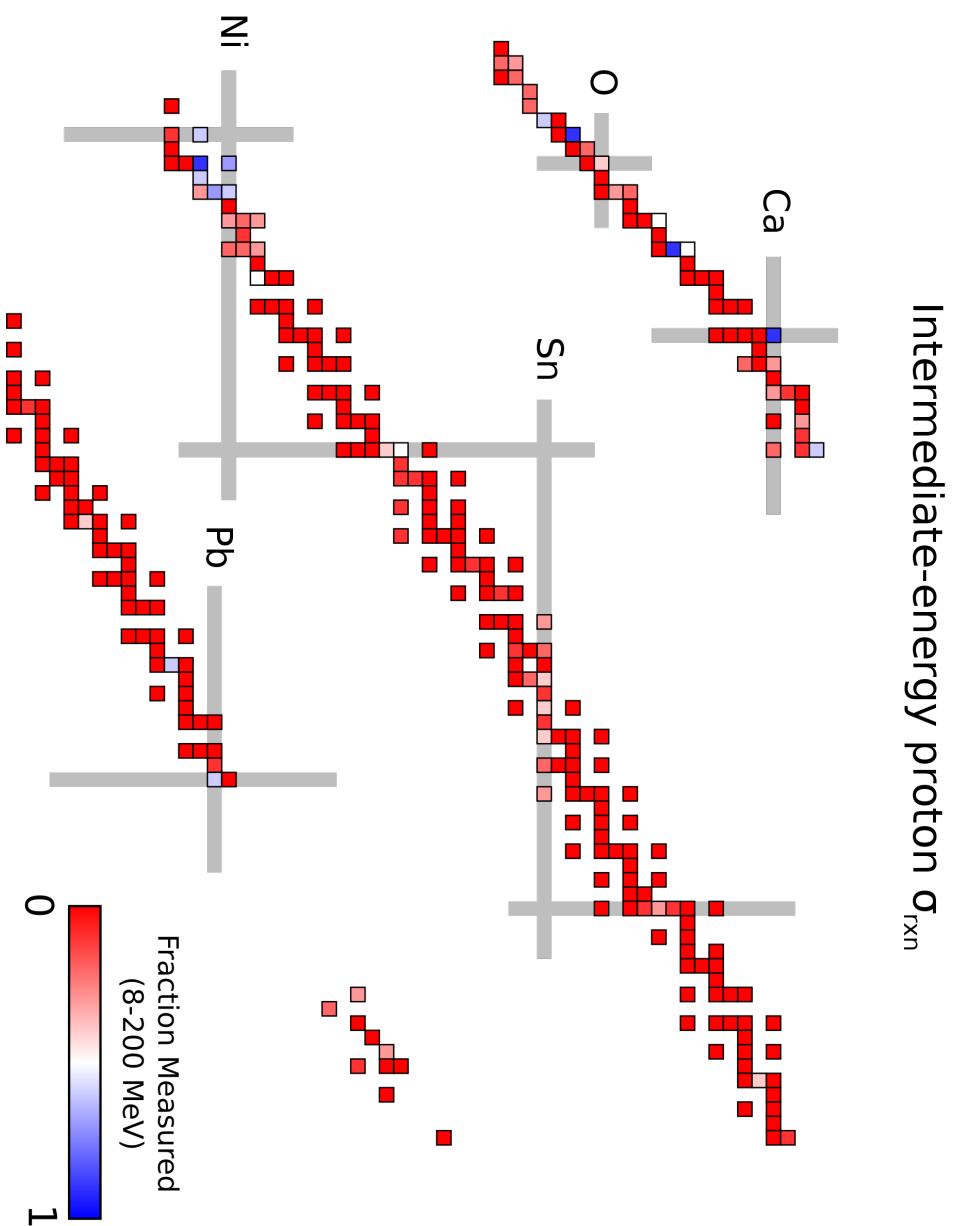 Intermediate-energy proton σrxn
Ca
O
Sn
Ni
Pb
Fraction Measured
(8-200 MeV)
0
1